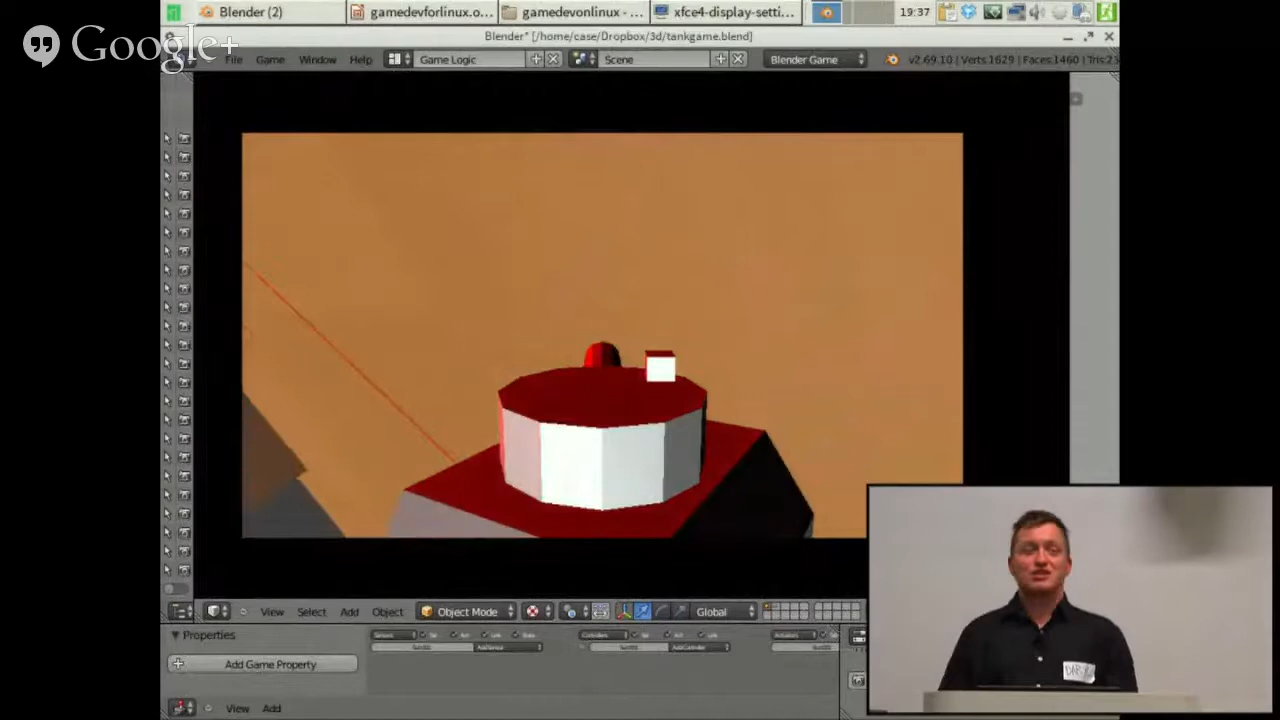 Google+
Blender (2)
gamedevforlinux.o...
gamedevonlinux - ...
xfce4-display-setti...
19:37
Blender* [/home/case/Dropbox/3d/tankgame.blend]
File Game Window Help Game Logic Scene Blender Game v2.69.10 | Verts:1629 | Faces:1460 | Tris:23
View Select Add Object Object Mode Global
Properties
Add Game Property
View Add